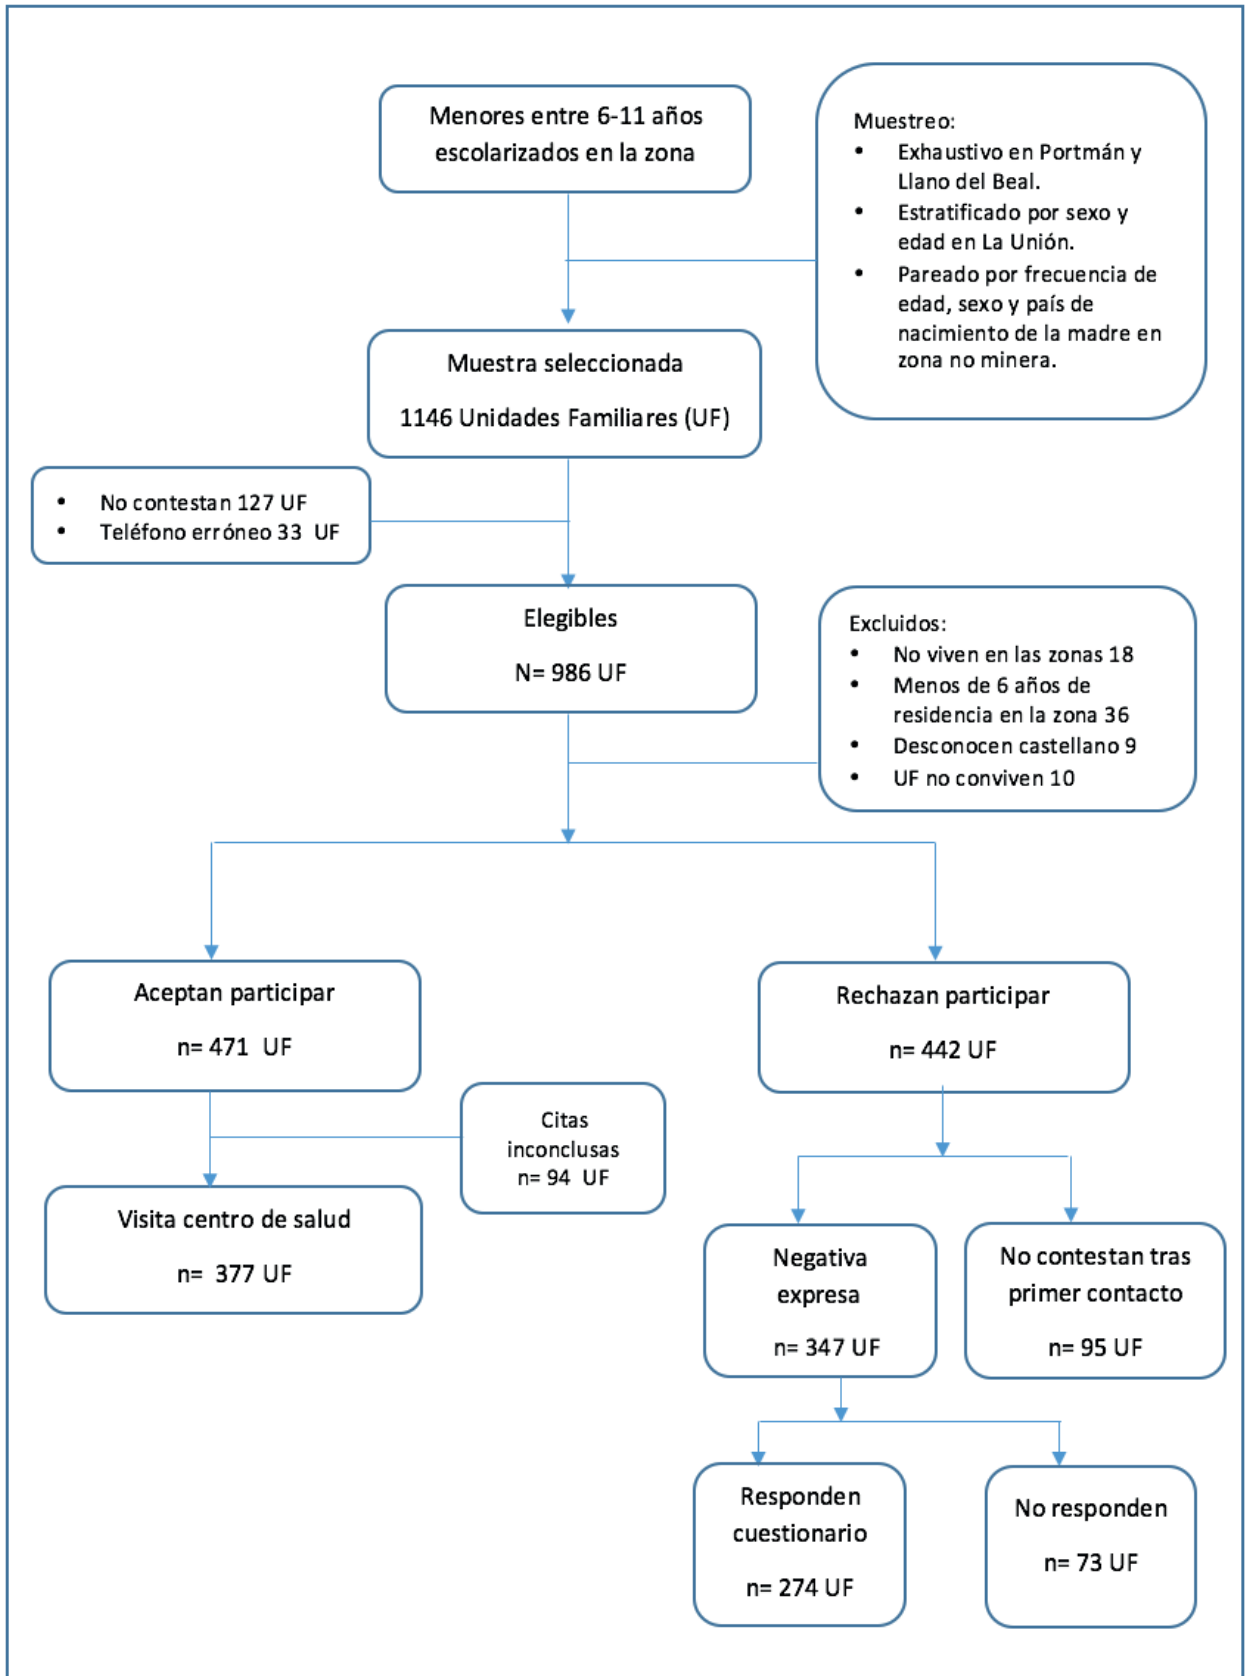 Menores entre 6-11 años
escolarizados en la zona
Muestreo:
• Exhaustivo en Portmán y
Llano del Beal.
• Estratificado por sexo y
edad en La Unión.
• Pareado por frecuencia de
edad, sexo y país de
nacimiento de la madre en
zona no minera.
Muestra seleccionada
1146 Unidades Familiares (UF)
• No contestan 127 UF
• Teléfono erróneo 33 UF
Elegibles
N= 986 UF
Excluidos:
• No viven en las zonas 18
• Menos de 6 años de
residencia en la zona 36
• Desconocen castellano 9
• UF no conviven 10
Aceptan participar
n= 471 UF
Rechazan participar
n= 442 UF
Citas
inconclusas
n= 94 UF
Visita centro de salud
n= 377 UF
Negativa
expresa
n= 347 UF
No contestan tras
primer contacto
n= 95 UF
Responden
cuestionario
n= 274 UF
No responden
n= 73 UF